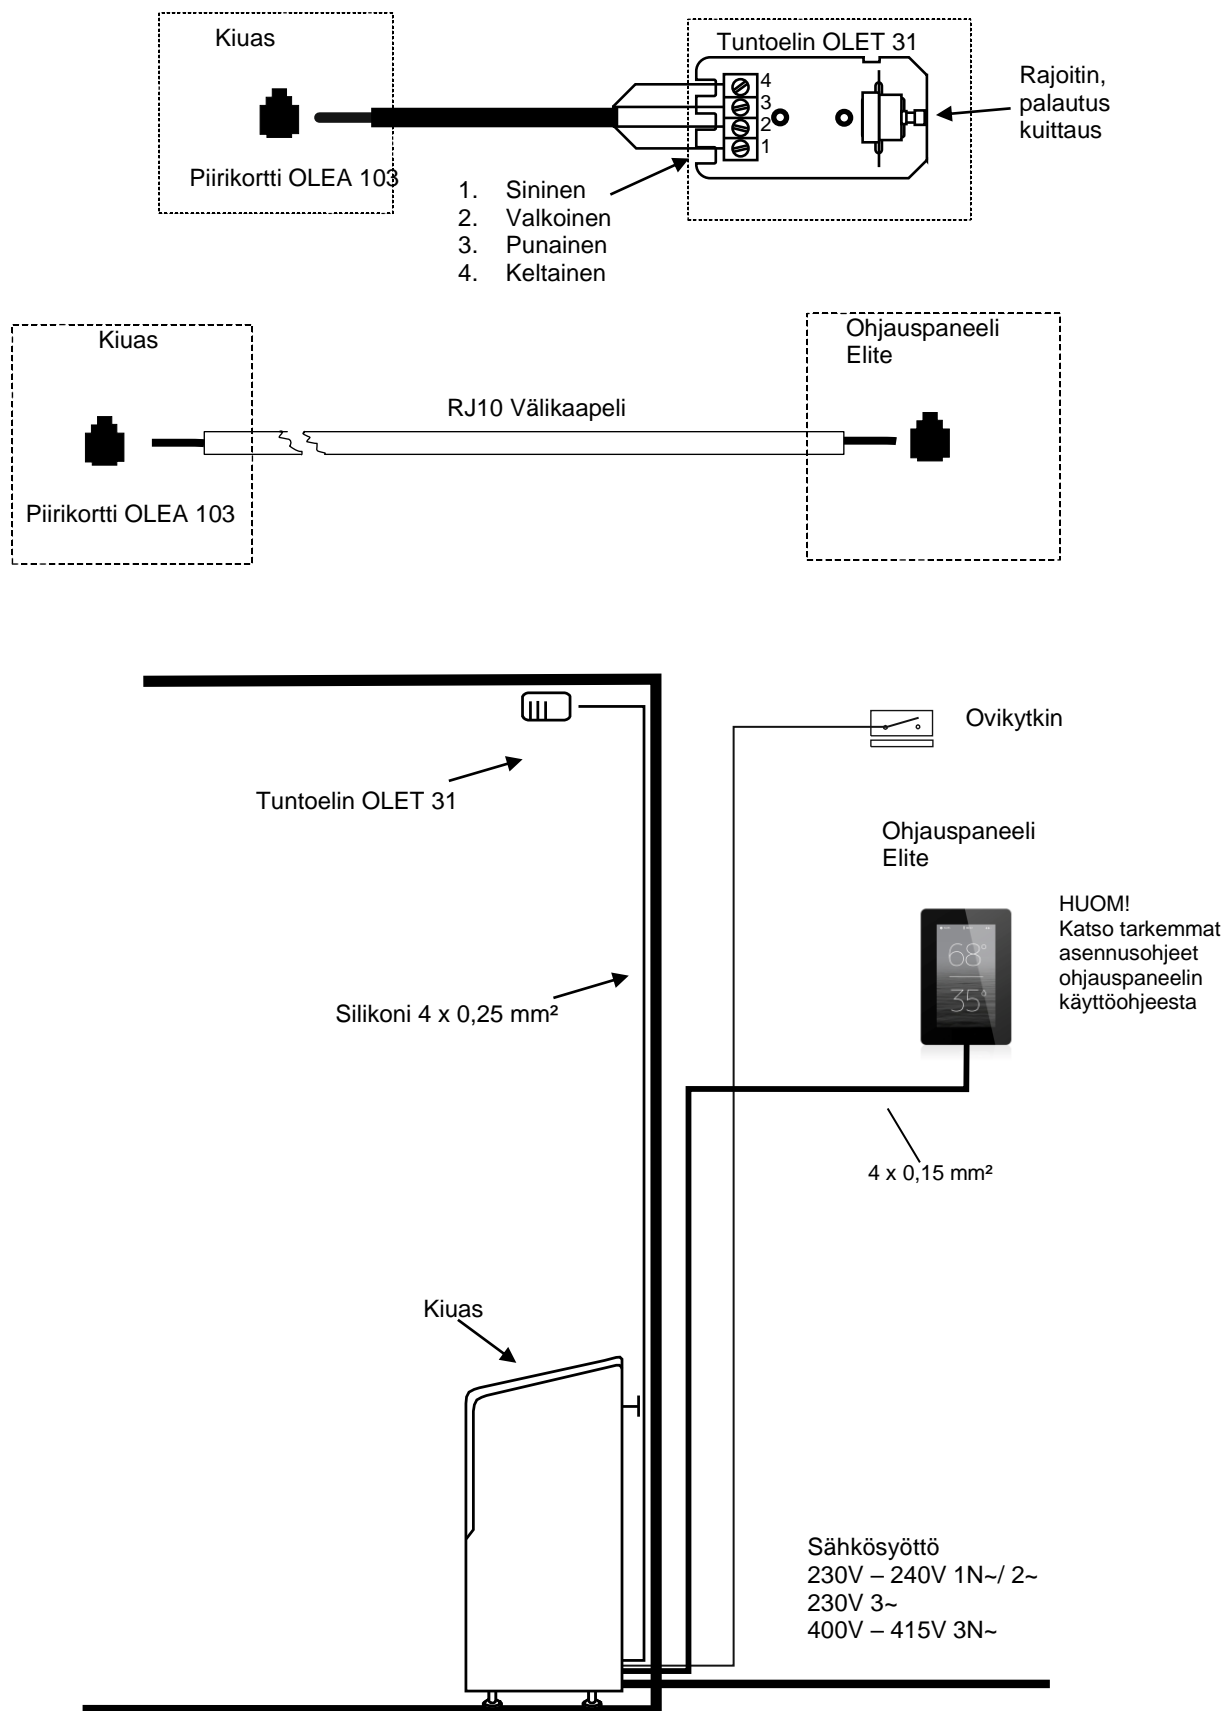 Kiuas
Tuntoelin OLET 31
4
3
2
1
Rajoitin,
palautus
kuittaus
Piirikortti OLEA 103
1. Sininen
2. Valkoinen
3. Punainen
4. Keltainen
Kiuas
Ohjauspaneeli
Elite
RJ10 Välikaapeli
Piirikortti OLEA 103
Ovikytkin
Tuntoelin OLET 31
Ohjauspaneeli
Elite
68°
35°
HUOM!
Katso tarkemmat
asennusohjeet
ohjauspaneelin
käyttöohjeesta
Silikoni 4 x 0,25 mm²
4 x 0,15 mm²
Kiuas
Sähkösyöttö
230V – 240V 1N~/ 2~
230V 3~
400V – 415V 3N~